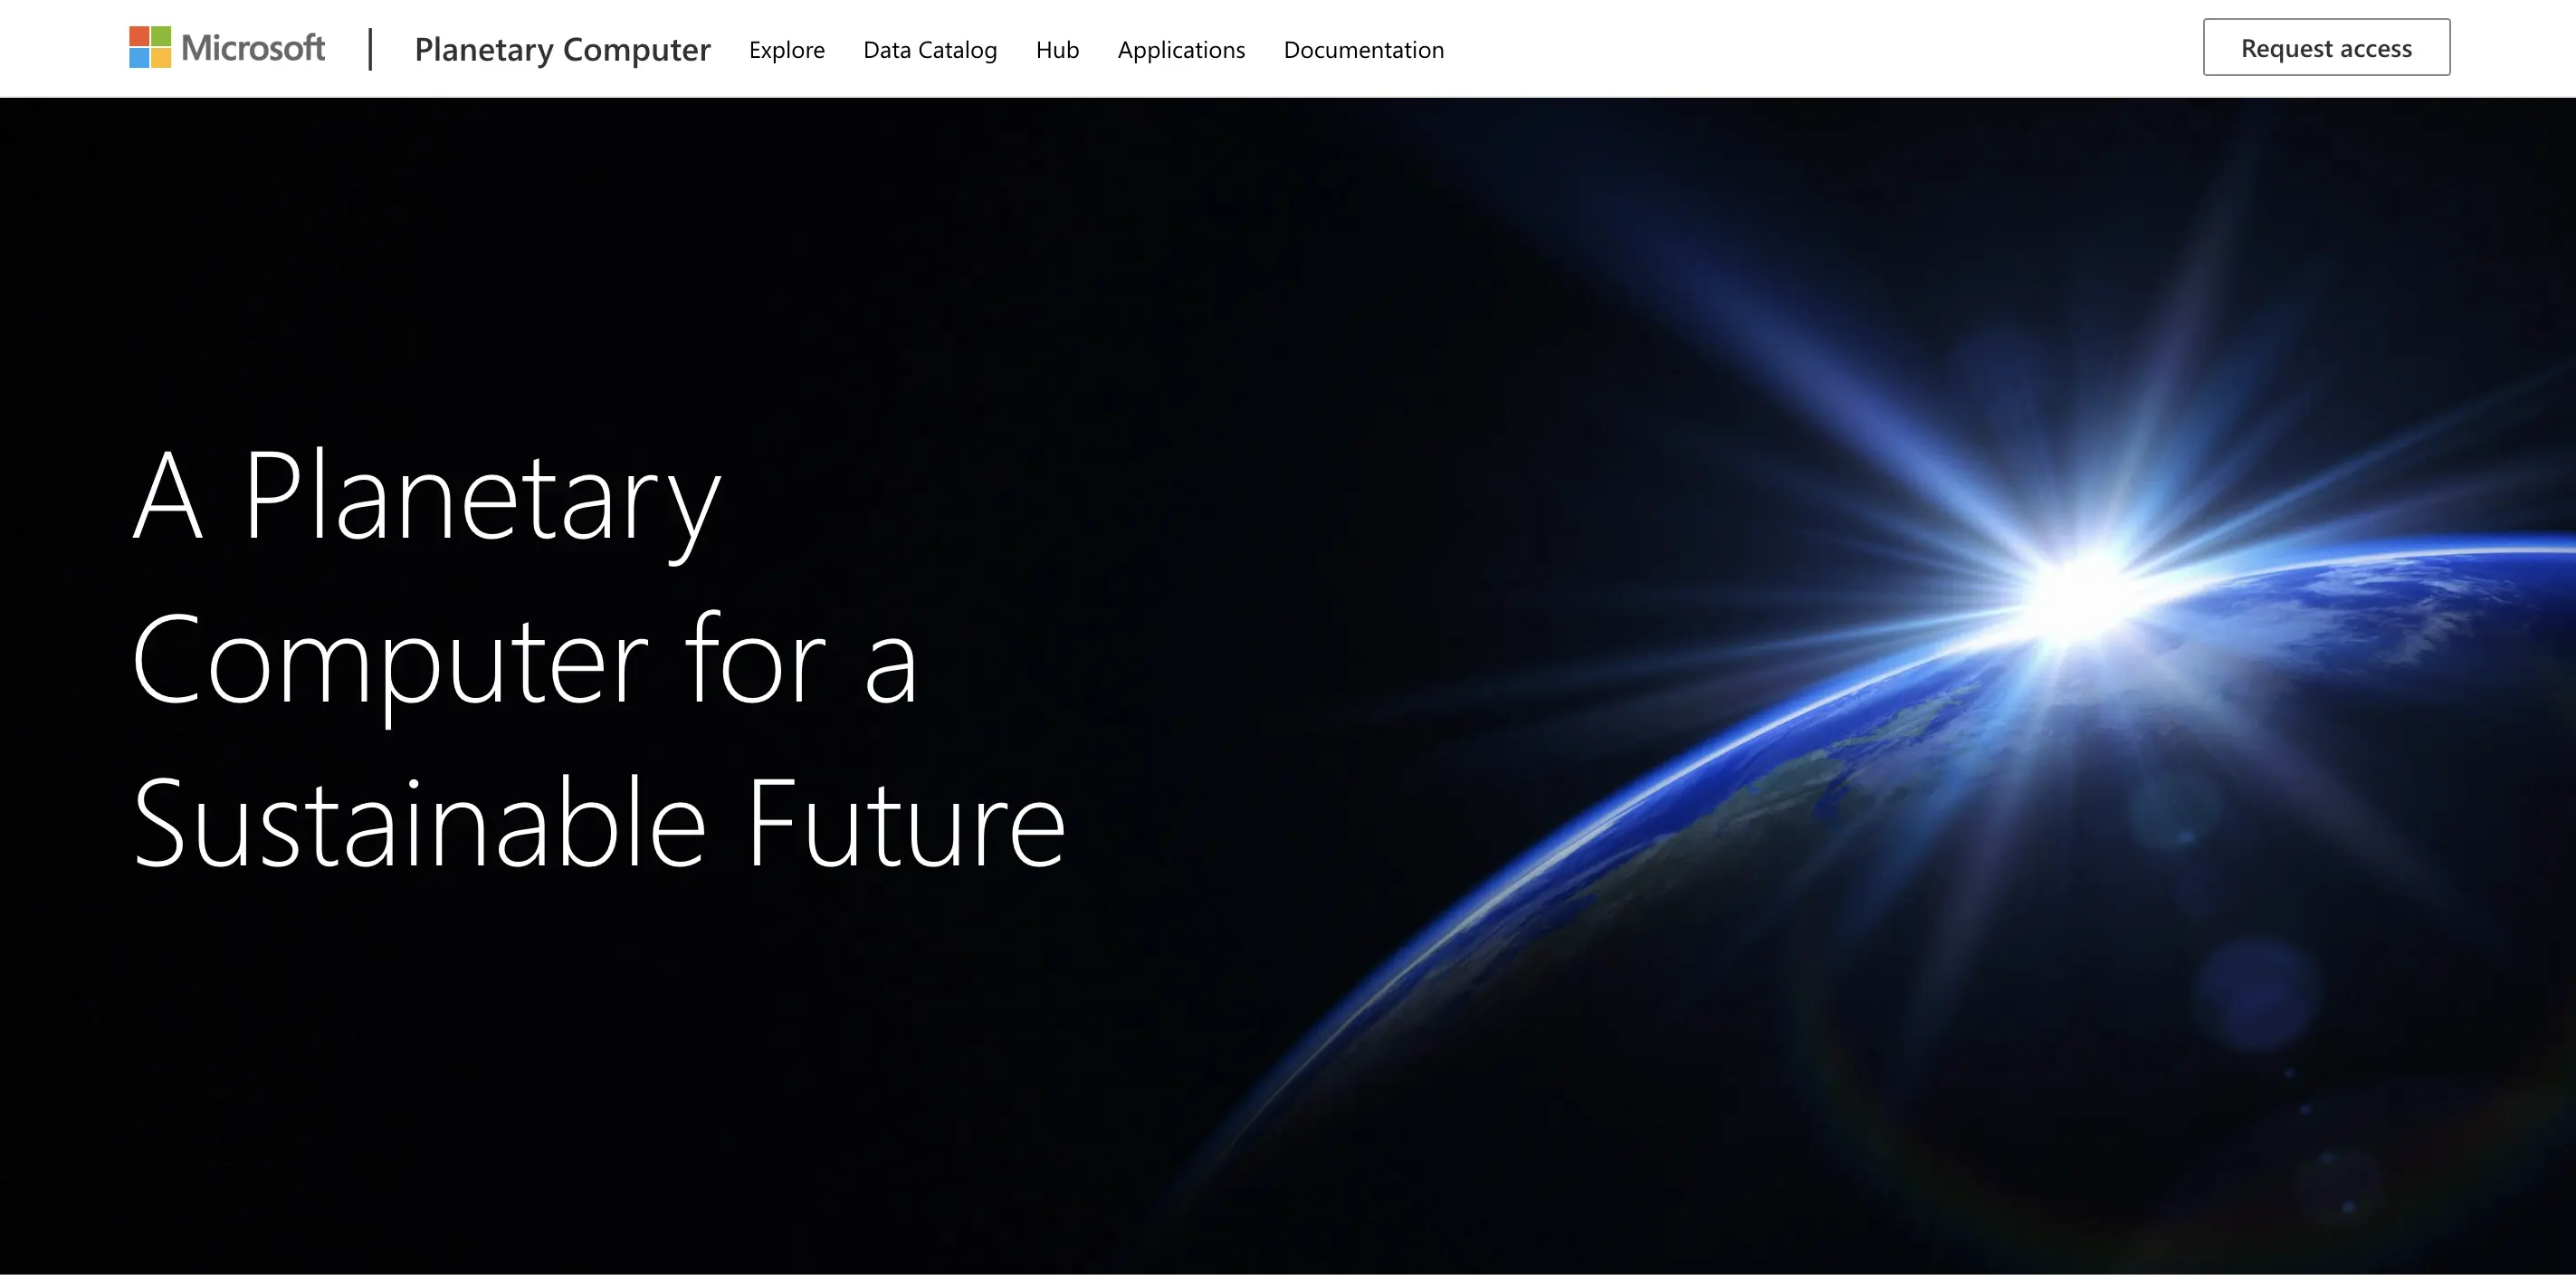 Microsoft | Planetary Computer Explore Data Catalog Hub Applications Documentation Request access
A Planetary
Computer for a
Sustainable Future